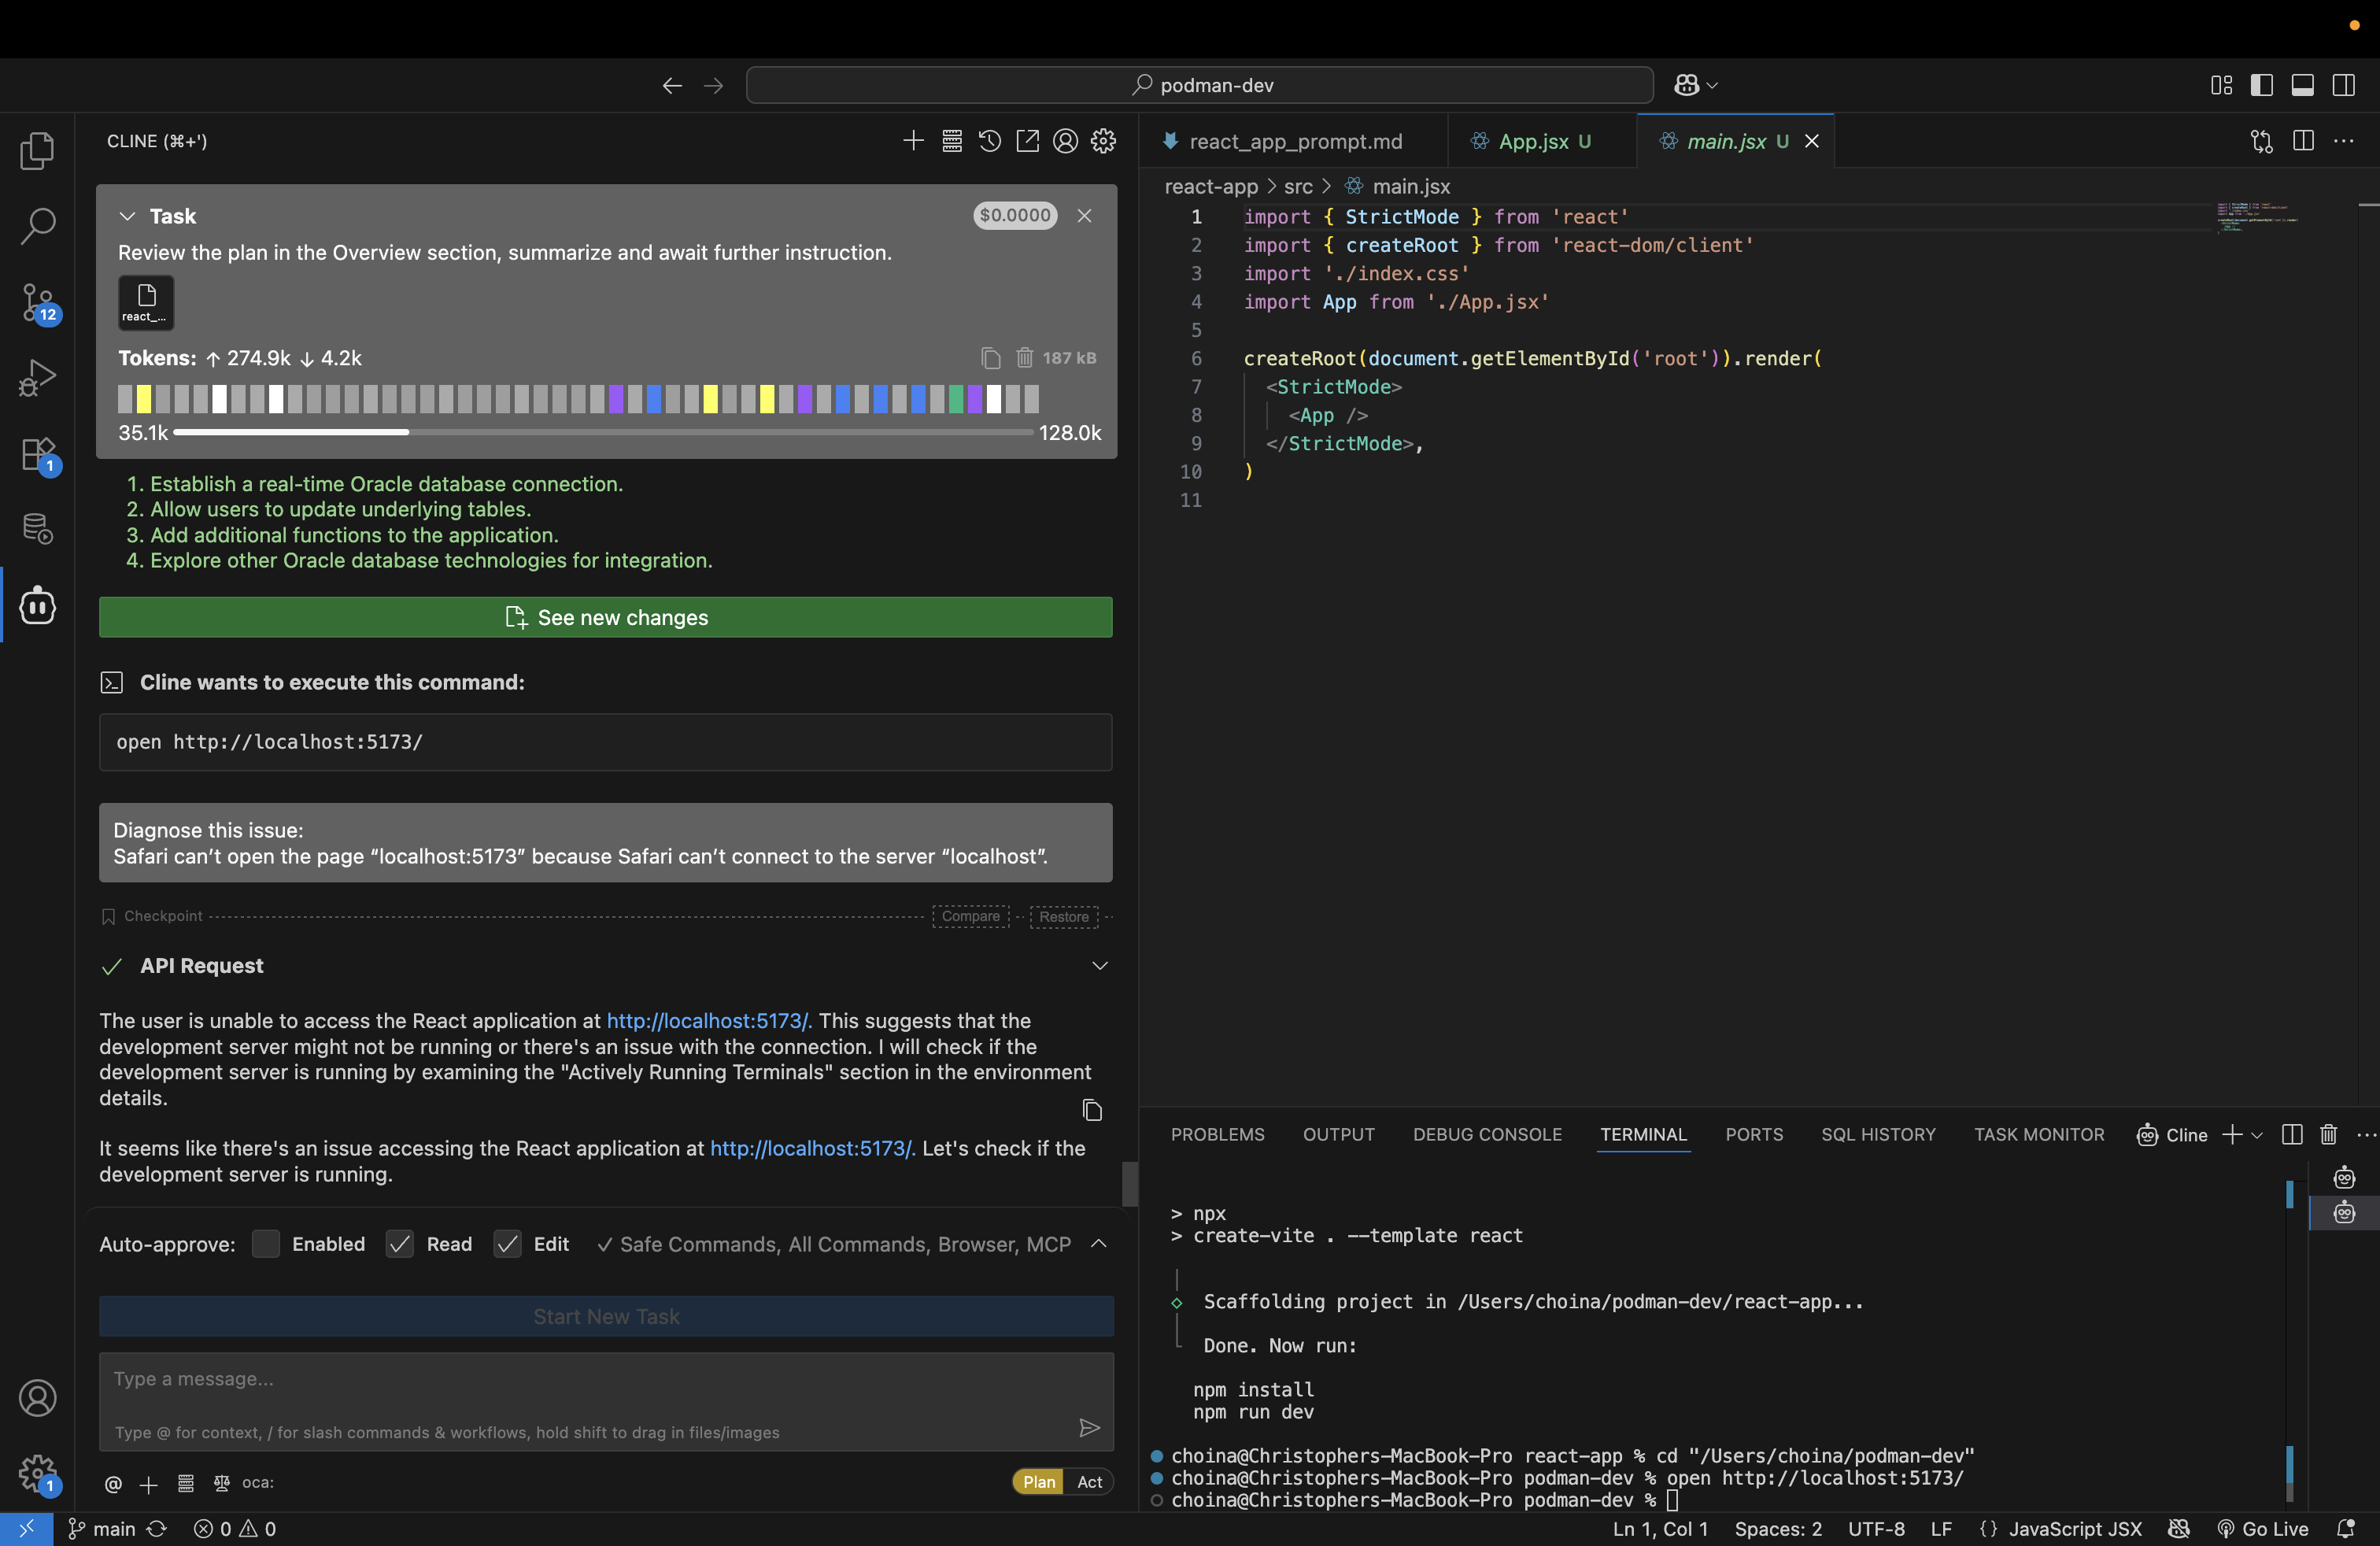 podman-dev
CLINE (⌘+')
Task
$0.0000
Review the plan in the Overview section, summarize and await further instruction.
react_...
Tokens: ↑ 274.9k ↓ 4.2k
187 kB
35.1k
128.0k
1. Establish a real-time Oracle database connection.
2. Allow users to update underlying tables.
3. Add additional functions to the application.
4. Explore other Oracle database technologies for integration.
See new changes
Cline wants to execute this command:
open http://localhost:5173/
Diagnose this issue:
Safari can’t open the page “localhost:5173” because Safari can’t connect to the server “localhost”.
Checkpoint
Compare
Restore
API Request
The user is unable to access the React application at http://localhost:5173/. This suggests that the
development server might not be running or there's an issue with the connection. I will check if the
development server is running by examining the "Actively Running Terminals" section in the environment
details.
It seems like there's an issue accessing the React application at http://localhost:5173/. Let's check if the
development server is running.
Auto-approve: Enabled Read Edit ✓ Safe Commands, All Commands, Browser, MCP
Start New Task
Type a message...
Type @ for context, / for slash commands & workflows, hold shift to drag in files/images
@ oca:
Plan Act
12
1
1
react_app_prompt.md
App.jsx U
main.jsx U
react-app > src > main.jsx
1 import { StrictMode } from 'react'
2 import { createRoot } from 'react-dom/client'
3 import './index.css'
4 import App from './App.jsx'
5
6 createRoot(document.getElementById('root')).render(
7 <StrictMode>
8 <App />
9 </StrictMode>,
10 )
11
PROBLEMS OUTPUT DEBUG CONSOLE TERMINAL PORTS SQL HISTORY TASK MONITOR Cline
> npx
> create-vite . --template react
Scaffolding project in /Users/choina/podman-dev/react-app...
Done. Now run:
npm install
npm run dev
choina@Christophers-MacBook-Pro react-app % cd "/Users/choina/podman-dev"
choina@Christophers-MacBook-Pro podman-dev % open http://localhost:5173/
choina@Christophers-MacBook-Pro podman-dev %
main 0 0
Ln 1, Col 1 Spaces: 2 UTF-8 LF {} JavaScript JSX Go Live